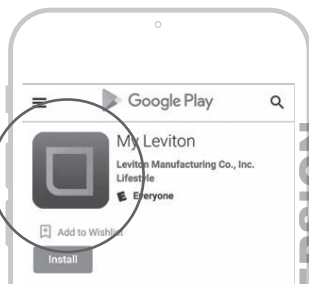 Google Play
My Leviton
Leviton Manufacturing Co., Inc.
Lifestyle
E Everyone
Add to Wishlist
Install